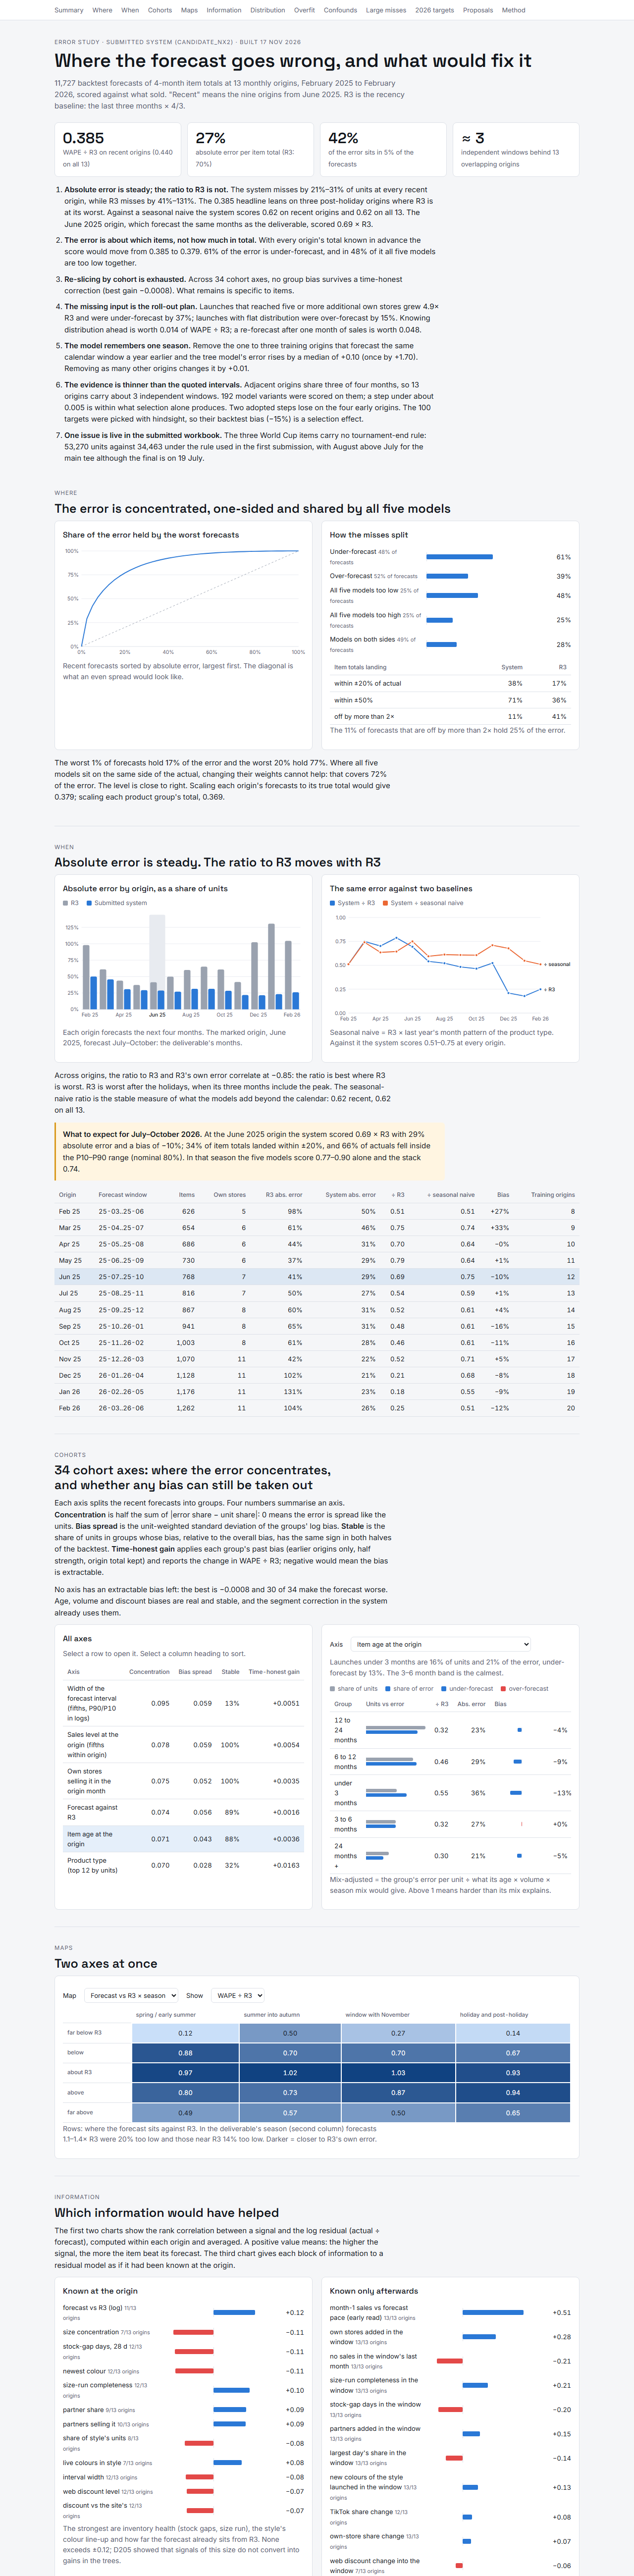 Summary Where When Cohorts Maps Information Distribution Overfit Confounds Large misses 2026 targets Proposals Method
ERROR STUDY · SUBMITTED SYSTEM (CANDIDATE_NX2) · BUILT 17 NOV 2026
Where the forecast goes wrong, and what would fix it
11,727 backtest forecasts of 4-month item totals at 13 monthly origins, February 2025 to February
2026, scored against what sold. "Recent" means the nine origins from June 2025. R3 is the recency
baseline: the last three months × 4/3.
0.385
WAPE ÷ R3 on recent origins (0.440
on all 13)
27%
absolute error per item total (R3:
70%)
42%
of the error sits in 5% of the
forecasts
≈ 3
independent windows behind 13
overlapping origins
1. Absolute error is steady; the ratio to R3 is not. The system misses by 21%–31% of units at every recent
origin, while R3 misses by 41%–131%. The 0.385 headline leans on three post-holiday origins where R3 is
at its worst. Against a seasonal naive the system scores 0.62 on recent origins and 0.62 on all 13. The
June 2025 origin, which forecast the same months as the deliverable, scored 0.69 × R3.
2. The error is about which items, not how much in total. With every origin's total known in advance the
score would move from 0.385 to 0.379. 61% of the error is under-forecast, and in 48% of it all five models
are too low together.
3. Re-slicing by cohort is exhausted. Across 34 cohort axes, no group bias survives a time-honest
correction (best gain −0.0008). What remains is specific to items.
4. The missing input is the roll-out plan. Launches that reached five or more additional own stores grew 4.9×
R3 and were under-forecast by 37%; launches with flat distribution were over-forecast by 15%. Knowing
distribution ahead is worth 0.014 of WAPE ÷ R3; a re-forecast after one month of sales is worth 0.048.
5. The model remembers one season. Remove the one to three training origins that forecast the same
calendar window a year earlier and the tree model's error rises by a median of +0.10 (once by +1.70).
Removing as many other origins changes it by +0.01.
6. The evidence is thinner than the quoted intervals. Adjacent origins share three of four months, so 13
origins carry about 3 independent windows. 192 model variants were scored on them; a step under about
0.005 is within what selection alone produces. Two adopted steps lose on the four early origins. The 100
targets were picked with hindsight, so their backtest bias (−15%) is a selection effect.
7. One issue is live in the submitted workbook. The three World Cup items carry no tournament-end rule:
53,270 units against 34,463 under the rule used in the first submission, with August above July for the
main tee although the final is on 19 July.
WHERE
The error is concentrated, one-sided and shared by all five models
Share of the error held by the worst forecasts
100%
75%
50%
25%
0%
0% 20% 40% 60% 80% 100%
Recent forecasts sorted by absolute error, largest first. The diagonal is
what an even spread would look like.
How the misses split
Under-forecast 48% of
forecasts
61%
Over-forecast 52% of forecasts 39%
All five models too low 25% of
forecasts
48%
All five models too high 25% of
forecasts
25%
Models on both sides 49% of
forecasts
28%
Item totals landing System R3
within ±20% of actual 38% 17%
within ±50% 71% 36%
off by more than 2× 11% 41%
The 11% of forecasts that are off by more than 2× hold 25% of the error.
The worst 1% of forecasts hold 17% of the error and the worst 20% hold 77%. Where all five
models sit on the same side of the actual, changing their weights cannot help: that covers 72%
of the error. The level is close to right. Scaling each origin's forecasts to its true total would give
0.379; scaling each product group's total, 0.369.
WHEN
Absolute error is steady. The ratio to R3 moves with R3
Absolute error by origin, as a share of units
R3 Submitted system
125%
100%
75%
50%
25%
0%
Feb 25 Apr 25 Jun 25 Aug 25 Oct 25 Dec 25 Feb 26
Each origin forecasts the next four months. The marked origin, June
2025, forecast July–October: the deliverable's months.
The same error against two baselines
System ÷ R3 System ÷ seasonal naive
1.00
0.75
0.50
0.25
0.00
÷ seasonal
÷ R3
Feb 25 Apr 25 Jun 25 Aug 25 Oct 25 Dec 25 Feb 26
Seasonal naive = R3 × last year's month pattern of the product type.
Against it the system scores 0.51–0.75 at every origin.
Across origins, the ratio to R3 and R3's own error correlate at −0.85: the ratio is best where R3
is worst. R3 is worst after the holidays, when its three months include the peak. The seasonal-
naive ratio is the stable measure of what the models add beyond the calendar: 0.62 recent, 0.62
on all 13.
What to expect for July–October 2026. At the June 2025 origin the system scored 0.69 × R3 with 29%
absolute error and a bias of −10%; 34% of item totals landed within ±20%, and 66% of actuals fell inside
the P10–P90 range (nominal 80%). In that season the five models score 0.77–0.90 alone and the stack
0.74.
Origin Forecast window Items Own stores R3 abs. error System abs. error ÷ R3 ÷ seasonal naive Bias Training origins
Feb 25 25-03..25-06 626 5 98% 50% 0.51 0.51 +27% 8
Mar 25 25-04..25-07 654 6 61% 46% 0.75 0.74 +33% 9
Apr 25 25-05..25-08 686 6 44% 31% 0.70 0.64 −0% 10
May 25 25-06..25-09 730 6 37% 29% 0.79 0.64 +1% 11
Jun 25 25-07..25-10 768 7 41% 29% 0.69 0.75 −10% 12
Jul 25 25-08..25-11 816 7 50% 27% 0.54 0.59 +1% 13
Aug 25 25-09..25-12 867 8 60% 31% 0.52 0.61 +4% 14
Sep 25 25-10..26-01 941 8 65% 31% 0.48 0.61 −16% 15
Oct 25 25-11..26-02 1,003 8 61% 28% 0.46 0.61 −11% 16
Nov 25 25-12..26-03 1,070 11 42% 22% 0.52 0.71 +5% 17
Dec 25 26-01..26-04 1,128 11 102% 21% 0.21 0.68 −8% 18
Jan 26 26-02..26-05 1,176 11 131% 23% 0.18 0.55 −9% 19
Feb 26 26-03..26-06 1,262 11 104% 26% 0.25 0.51 −12% 20
COHORTS
34 cohort axes: where the error concentrates,
and whether any bias can still be taken out
Each axis splits the recent forecasts into groups. Four numbers summarise an axis.
Concentration is half the sum of |error share − unit share|: 0 means the error is spread like the
units. Bias spread is the unit-weighted standard deviation of the groups' log bias. Stable is the
share of units in groups whose bias, relative to the overall bias, has the same sign in both halves
of the backtest. Time-honest gain applies each group's past bias (earlier origins only, half
strength, origin total kept) and reports the change in WAPE ÷ R3; negative would mean the bias
is extractable.
No axis has an extractable bias left: the best is −0.0008 and 30 of 34 make the forecast worse.
Age, volume and discount biases are real and stable, and the segment correction in the system
already uses them.
All axes
Select a row to open it. Select a column heading to sort.
Axis Concentration Bias spread Stable Time-honest gain
Width of the
forecast interval
(fifths, P90/P10
in logs)
0.095 0.059 13% +0.0051
Sales level at the
origin (fifths
within origin)
0.078 0.059 100% +0.0054
Own stores
selling it in the
origin month
0.075 0.052 100% +0.0035
Forecast against
R3
0.074 0.056 89% +0.0016
Item age at the
origin
0.071 0.043 88% +0.0036
Product type
(top 12 by units)
0.070 0.028 32% +0.0163
Axis Item age at the origin
Launches under 3 months are 16% of units and 21% of the error, under-
forecast by 13%. The 3–6 month band is the calmest.
share of units share of error under-forecast over-forecast
Group Units vs error ÷ R3 Abs. error Bias
12 to
24
months
0.32 23% −4%
6 to 12
months
0.46 29% −9%
under
3
months
0.55 36% −13%
3 to 6
months
0.32 27% +0%
24
months
+
0.30 21% −5%
Mix-adjusted = the group's error per unit ÷ what its age × volume ×
season mix would give. Above 1 means harder than its mix explains.
MAPS
Two axes at once
Map Forecast vs R3 × season Show WAPE ÷ R3
spring / early summer summer into autumn window with November holiday and post-holiday
far below R3 0.12 0.50 0.27 0.14
below 0.88 0.70 0.70 0.67
about R3 0.97 1.02 1.03 0.93
above 0.80 0.73 0.87 0.94
far above 0.49 0.57 0.50 0.65
Rows: where the forecast sits against R3. In the deliverable's season (second column) forecasts
1.1–1.4× R3 were 20% too low and those near R3 14% too low. Darker = closer to R3's own error.
INFORMATION
Which information would have helped
The first two charts show the rank correlation between a signal and the log residual (actual ÷
forecast), computed within each origin and averaged. A positive value means: the higher the
signal, the more the item beat its forecast. The third chart gives each block of information to a
residual model as if it had been known at the origin.
Known at the origin
forecast vs R3 (log) 11/13
origins
+0.12
size concentration 7/13 origins −0.11
stock-gap days, 28 d 12/13
origins
−0.11
newest colour 12/13 origins −0.11
size-run completeness 12/13
origins
+0.10
partner share 9/13 origins +0.09
partners selling it 10/13 origins +0.09
share of style's units 8/13
origins
−0.08
live colours in style 7/13 origins +0.08
interval width 12/13 origins −0.08
web discount level 12/13 origins −0.07
discount vs the site's 12/13
origins
−0.07
The strongest are inventory health (stock gaps, size run), the style's
colour line-up and how far the forecast already sits from R3. None
exceeds ±0.12; D205 showed that signals of this size do not convert into
gains in the trees.
Known only afterwards
month-1 sales vs forecast
pace (early read) 13/13 origins
+0.51
own stores added in the
window 13/13 origins
+0.28
no sales in the window's last
month 13/13 origins
−0.21
size-run completeness in the
window 13/13 origins
+0.21
stock-gap days in the window
13/13 origins
−0.20
partners added in the
window 13/13 origins
+0.15
largest day's share in the
window 13/13 origins
−0.14
new colours of the style
launched in the window 13/13
origins
+0.13
TikTok share change 12/13
origins
+0.08
own-store share change 13/13
origins
+0.07
web discount change into the
window 7/13 origins
−0.06